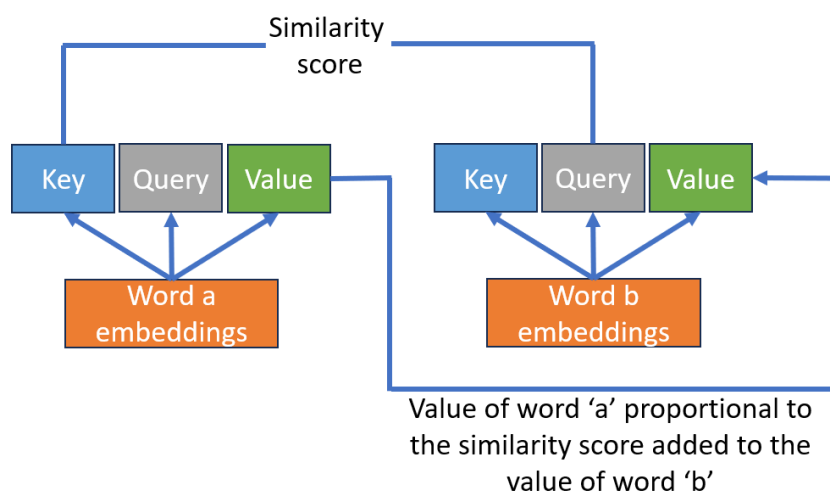 Similarity
score
Key
Query
Value
Key
Query
Value
Word a
embeddings
Word b
embeddings
Value of word ‘a’ proportional to
the similarity score added to the
value of word ‘b’